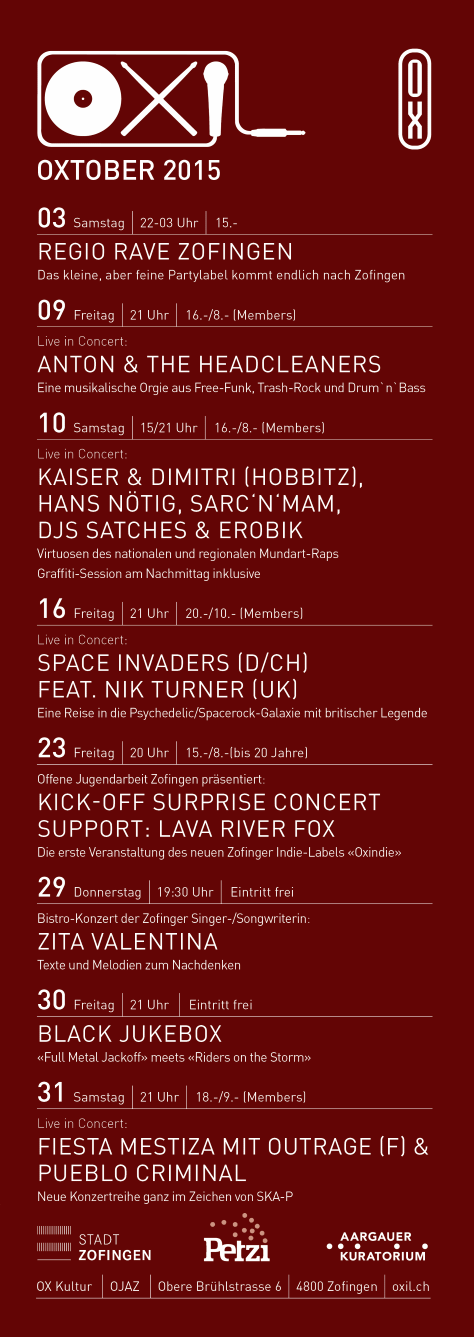 OXIL
OX
OXTOBER 2015
03 Samstag | 22-03 Uhr | 15.-
REGIO RAVE ZOFINGEN
Das kleine, aber feine Partylabel kommt endlich nach Zofingen
09 Freitag | 21 Uhr | 16.-/8.- (Members)
Live in Concert:
ANTON & THE HEADCLEANERS
Eine musikalische Orgie aus Free-Funk, Trash-Rock und Drum`n`Bass
10 Samstag | 15/21 Uhr | 16.-/8.- (Members)
Live in Concert:
KAISER & DIMITRI (HOBBITZ),
HANS NÖTIG, SARC‘N‘MAM,
DJS SATCHES & EROBIK
Virtuosen des nationalen und regionalen Mundart-Raps
Graffiti-Session am Nachmittag inklusive
16 Freitag | 21 Uhr | 20.-/10.- (Members)
Live in Concert:
SPACE INVADERS (D/CH)
FEAT. NIK TURNER (UK)
Eine Reise in die Psychedelic/Spacerock-Galaxie mit britischer Legende
23 Freitag | 20 Uhr | 15.-/8.-(bis 20 Jahre)
Offene Jugendarbeit Zofingen präsentiert:
KICK-OFF SURPRISE CONCERT
SUPPORT: LAVA RIVER FOX
Die erste Veranstaltung des neuen Zofinger Indie-Labels «Oxindie»
29 Donnerstag | 19:30 Uhr | Eintritt frei
Bistro-Konzert der Zofinger Singer-/Songwriterin:
ZITA VALENTINA
Texte und Melodien zum Nachdenken
30 Freitag | 21 Uhr | Eintritt frei
BLACK JUKEBOX
«Full Metal Jackoff» meets «Riders on the Storm»
31 Samstag | 21 Uhr | 18.-/9.- (Members)
Live in Concert:
FIESTA MESTIZA MIT OUTRAGE (F) &
PUEBLO CRIMINAL
Neue Konzertreihe ganz im Zeichen von SKA-P
STADT
ZOFINGEN
Petzi
AARGAUER
KURATORIUM
OX Kultur | OJAZ | Obere Brühlstrasse 6 | 4800 Zofingen | oxil.ch